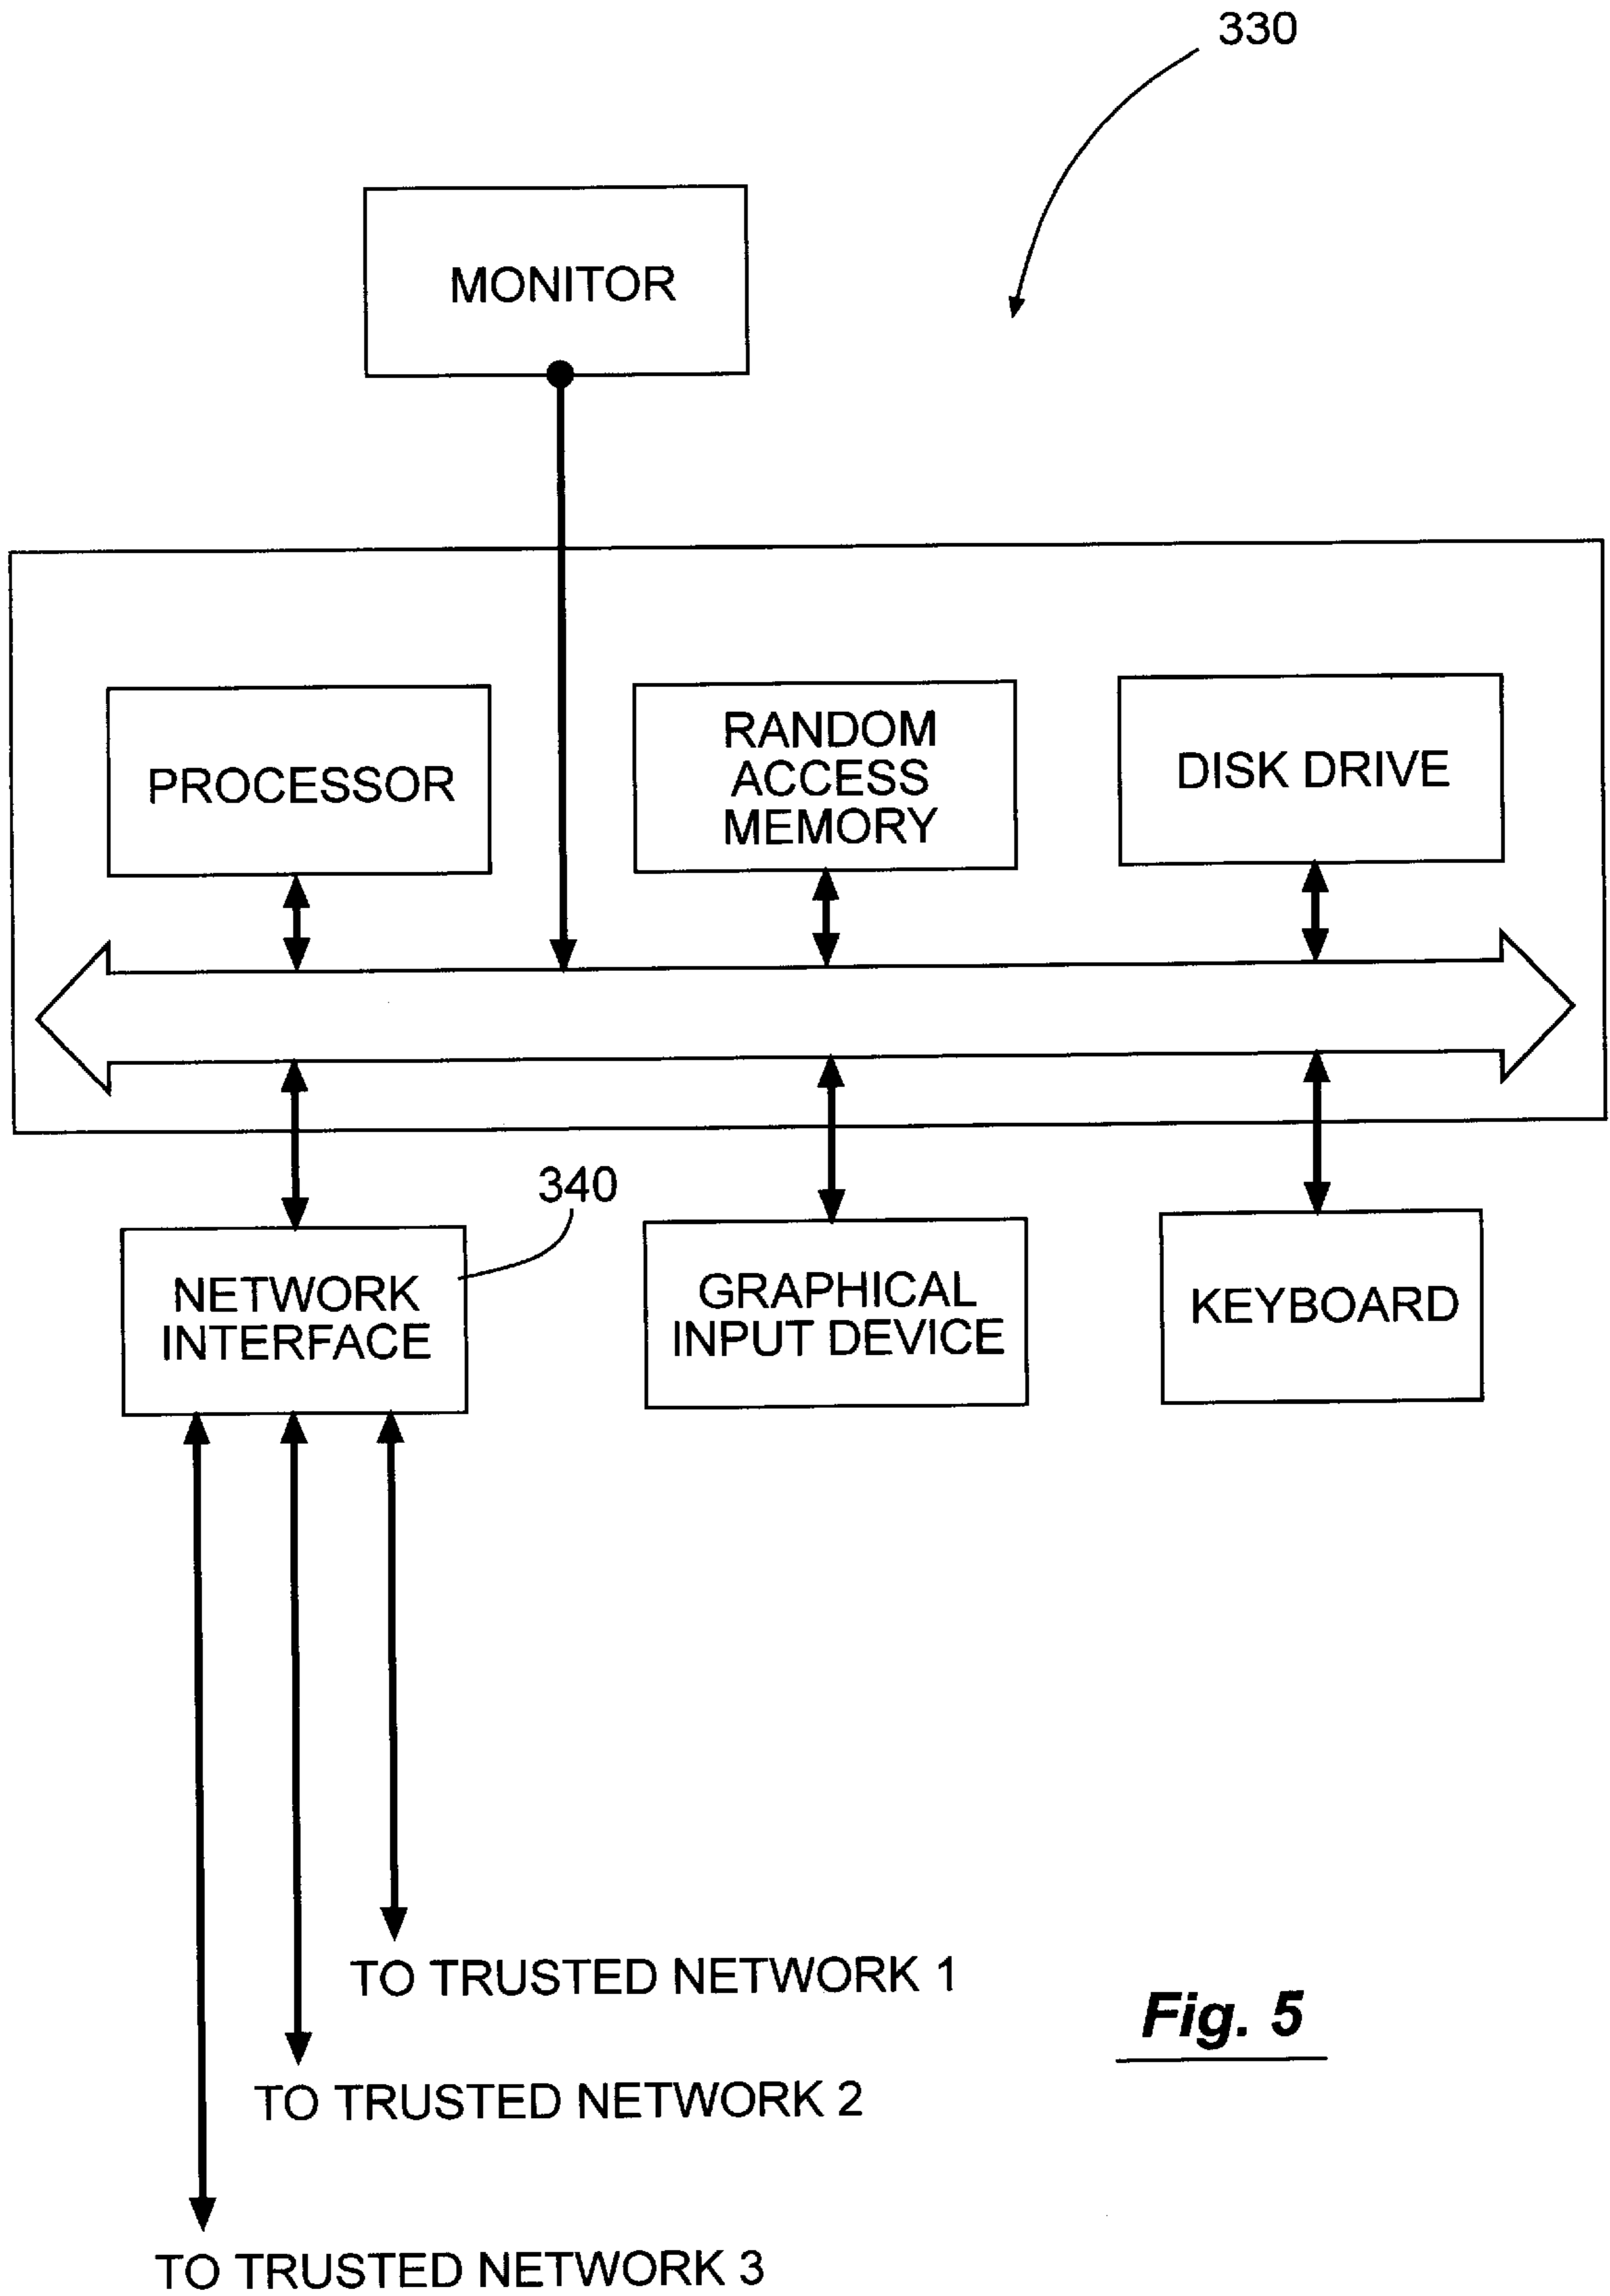 330
MONITOR
PROCESSOR
RANDOM
ACCESS
MEMORY
DISK DRIVE
340
NETWORK
INTERFACE
GRAPHICAL
INPUT DEVICE
KEYBOARD
TO TRUSTED NETWORK 1
Fig. 5
TO TRUSTED NETWORK 2
TO TRUSTED NETWORK 3